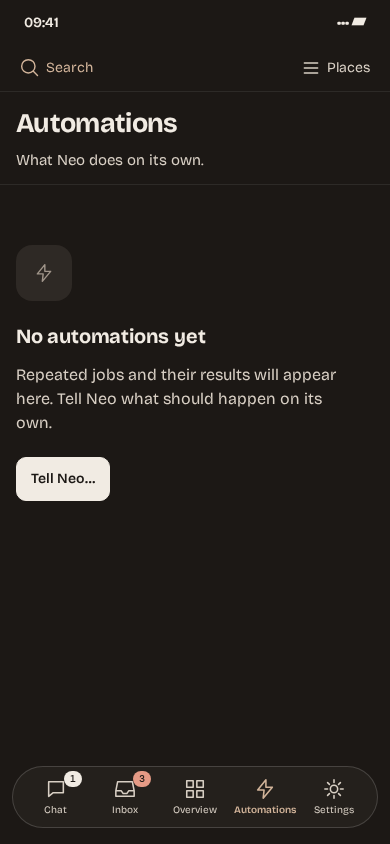 09:41
Search
Places
Automations
What Neo does on its own.
No automations yet
Repeated jobs and their results will appear
here. Tell Neo what should happen on its
own.
Tell Neo...
1
3
Chat
Inbox
Overview
Automations
Settings